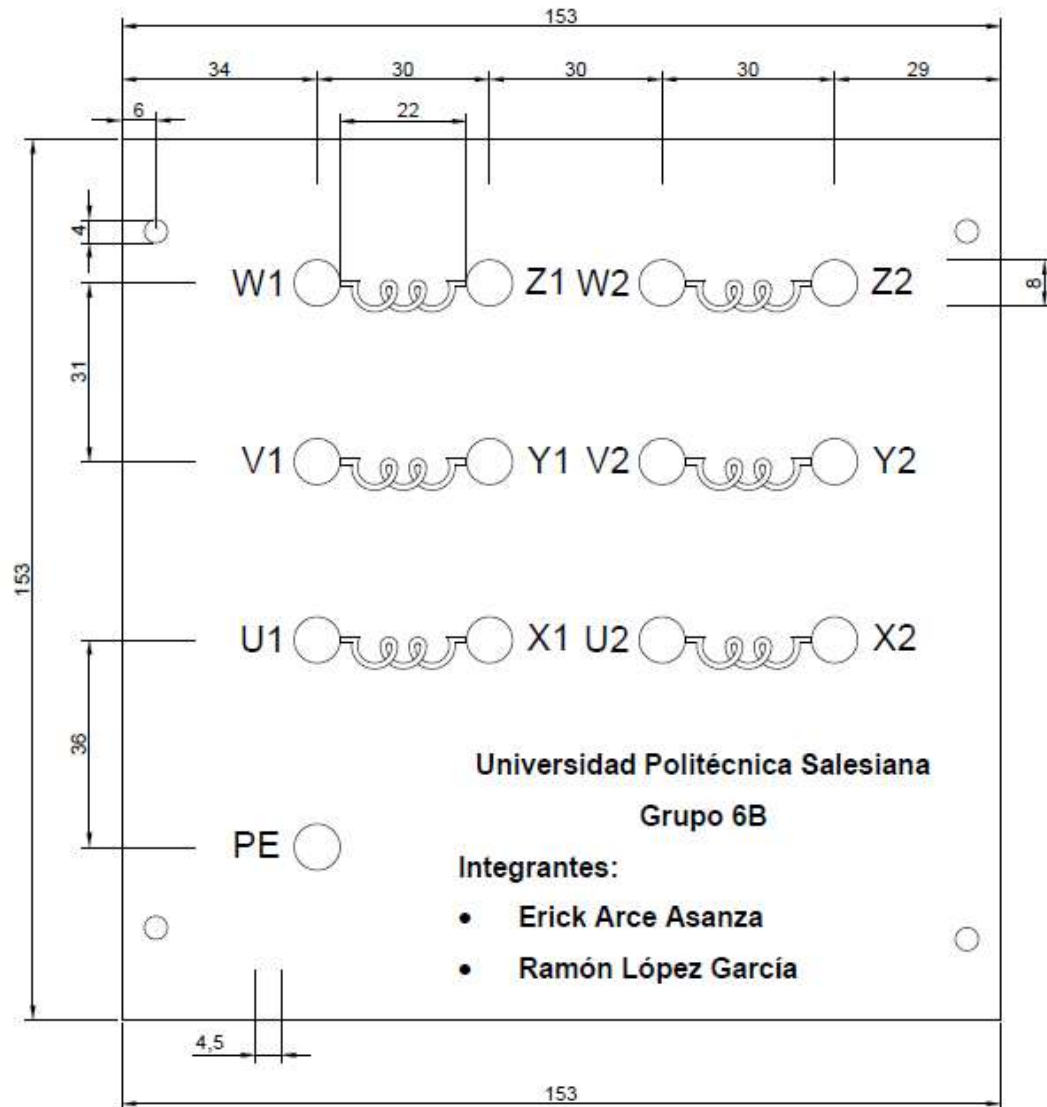 153
34 30 30 30 29
6 22
4
W1 Z1 W2 Z2
8
31
V1 Y1 V2 Y2
153
U1 X1 U2 X2
36
Universidad Politécnica Salesiana
Grupo 6B
PE
Integrantes:
• Erick Arce Asanza
• Ramón López García
4,5
153